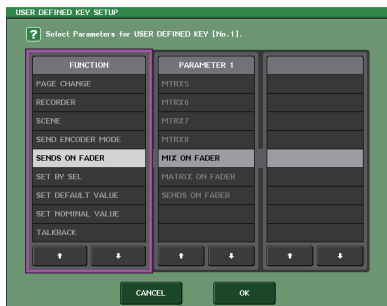 USER DEFINED KEY SETUP
? Select Parameters for USER DEFINED KEY [No.1].
FUNCTION
PAGE CHANGE
RECORDER
SCENE
SEND ENCODER MODE
SENDS ON FADER
SET BY SEL
SET DEFAULT VALUE
SET NOMINAL VALUE
TALKBACK
PARAMETER 1
MTRX5
MTRX6
MTRX7
MTRX8
MIX ON FADER
MATRIX ON FADER
SENDS ON FADER
CANCEL
OK